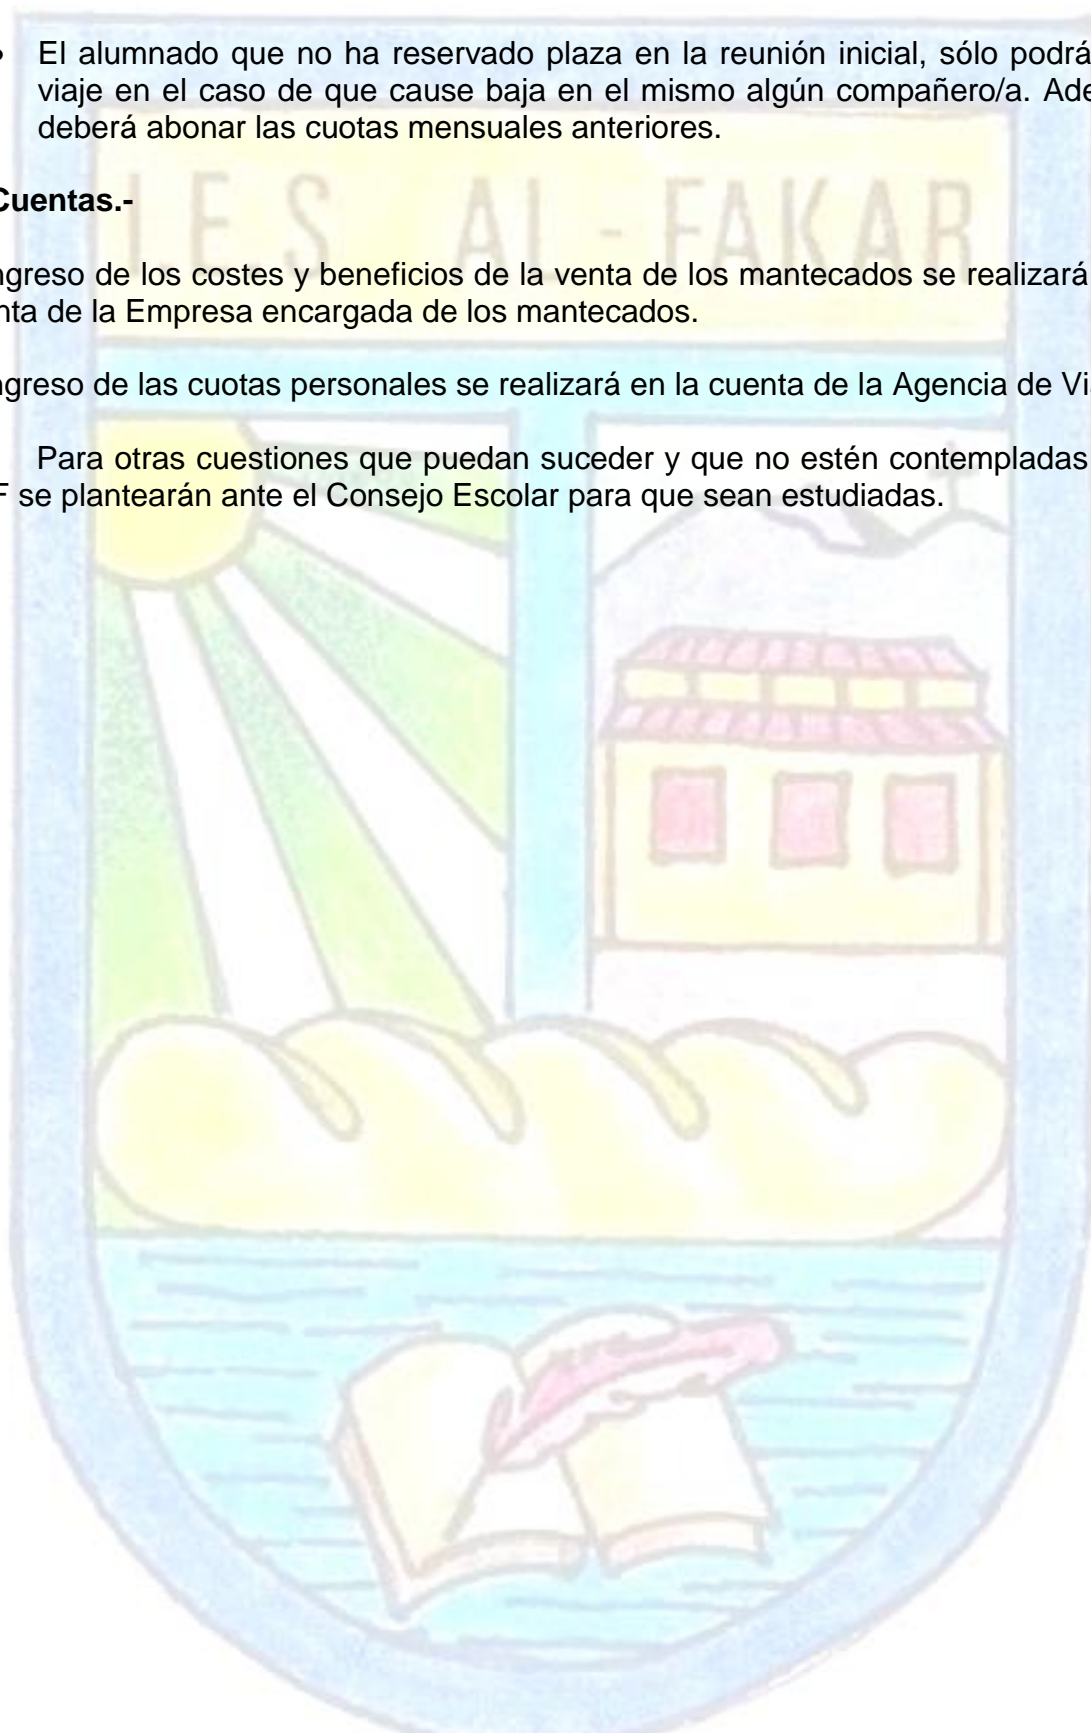 • El alumnado que no ha reservado plaza en la reunión inicial, sólo podrá
viaje en el caso de que cause baja en el mismo algún compañero/a.
deberá abonar las cuotas mensuales anteriores.
Cuentas.-
ngreso de los costes y beneficios de la venta de los mantecados se realizará
nta de la Empresa encargada de los mantecados.
ngreso de las cuotas personales se realizará en la cuenta de la Agencia de
Para otras cuestiones que puedan suceder y que no estén contempladas
F se plantearán ante el Consejo Escolar para que sean estudiadas.
I.E.S AL-FAKAR